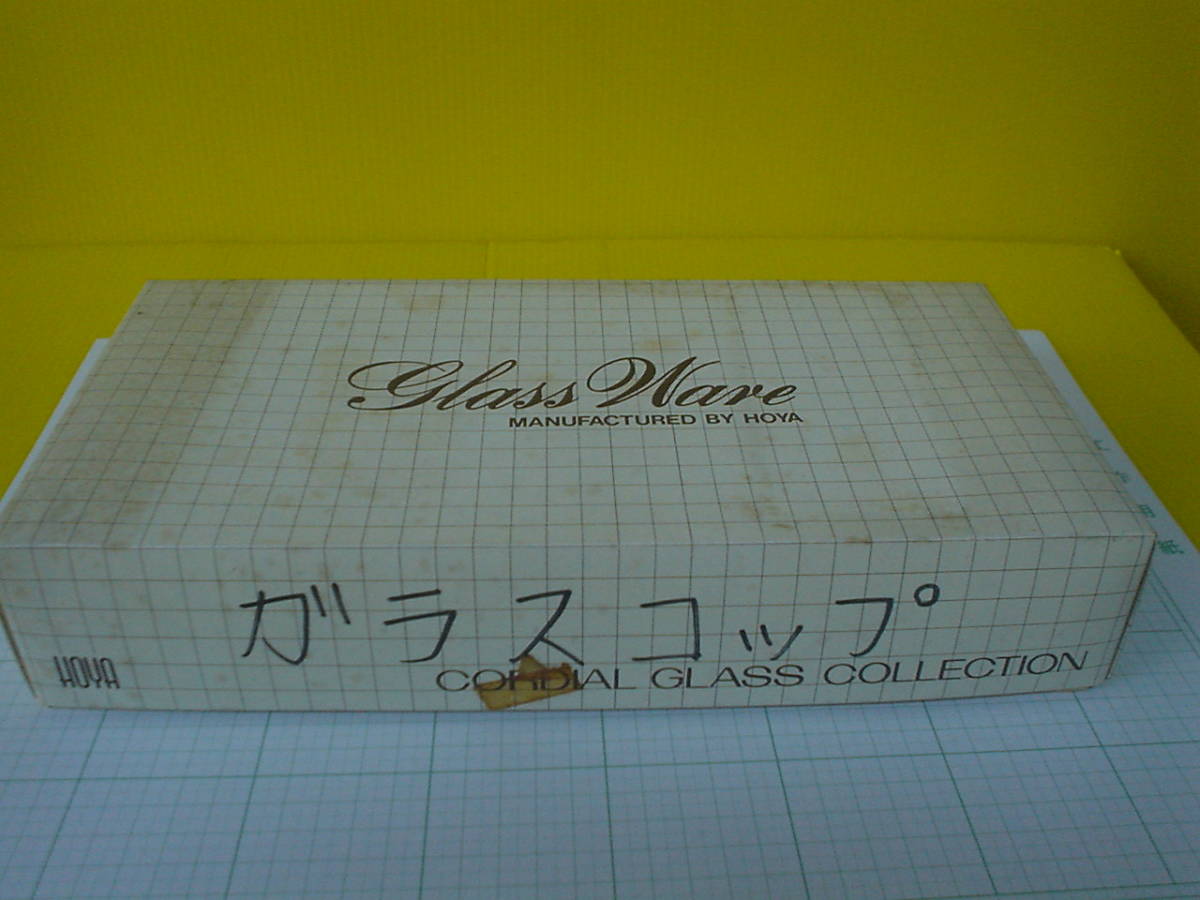 Glass Ware
MANUFACTURED BY HOYA
ガラスコップ
HOYA
CORDIAL GLASS COLLECTION